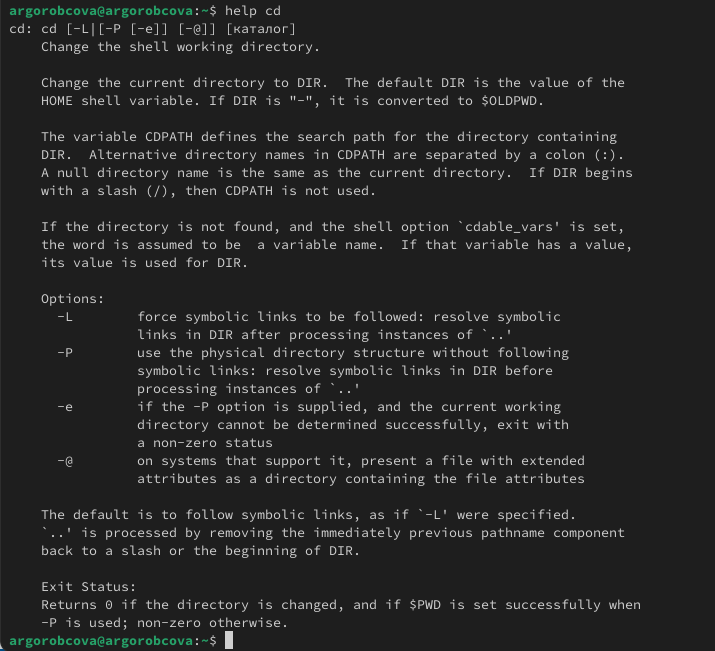 argorobcova@argorobcova:~$ help cd
cd: cd [-L|[-P [-e]] [-@]] [каталог]
    Change the shell working directory.

    Change the current directory to DIR.  The default DIR is the value of the
    HOME shell variable. If DIR is "-", it is converted to $OLDPWD.

    The variable CDPATH defines the search path for the directory containing
    DIR.  Alternative directory names in CDPATH are separated by a colon (:).
    A null directory name is the same as the current directory.  If DIR begins
    with a slash (/), then CDPATH is not used.

    If the directory is not found, and the shell option `cdable_vars' is set,
    the word is assumed to be  a variable name.  If that variable has a value,
    its value is used for DIR.

    Options:
      -L        force symbolic links to be followed: resolve symbolic
                links in DIR after processing instances of `..'
      -P        use the physical directory structure without following
                symbolic links: resolve symbolic links in DIR before
                processing instances of `..'
      -e        if the -P option is supplied, and the current working
                directory cannot be determined successfully, exit with
                a non-zero status
      -@        on systems that support it, present a file with extended
                attributes as a directory containing the file attributes

    The default is to follow symbolic links, as if `-L' were specified.
    `..' is processed by removing the immediately previous pathname component
    back to a slash or the beginning of DIR.

    Exit Status:
    Returns 0 if the directory is changed, and if $PWD is set successfully when
    -P is used; non-zero otherwise.
argorobcova@argorobcova:~$